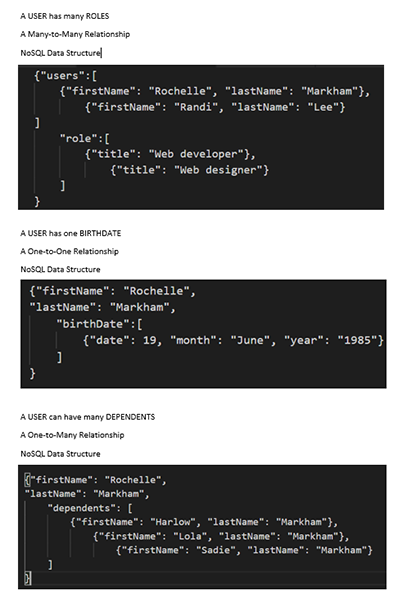 A USER has many ROLES
A Many-to-Many Relationship
NoSQL Data Structure
{"users":[
{"firstName": "Rochelle", "lastName": "Markham"},
{"firstName": "Randi", "lastName": "Lee"}
]
"role":[
{"title": "Web developer"},
{"title": "Web designer"}
]
}
A USER has one BIRTHDATE
A One-to-One Relationship
NoSQL Data Structure
{"firstName": "Rochelle",
"lastName": "Markham",
"birthDate":[
{"date": 19, "month": "June", "year": "1985"}
]
}
A USER can have many DEPENDENTS
A One-to-Many Relationship
NoSQL Data Structure
{"firstName": "Rochelle",
"lastName": "Markham",
"dependents": [
{"firstName": "Harlow", "lastName": "Markham"},
{"firstName": "Lola", "lastName": "Markham"},
{"firstName": "Sadie", "lastName": "Markham"}
]
}